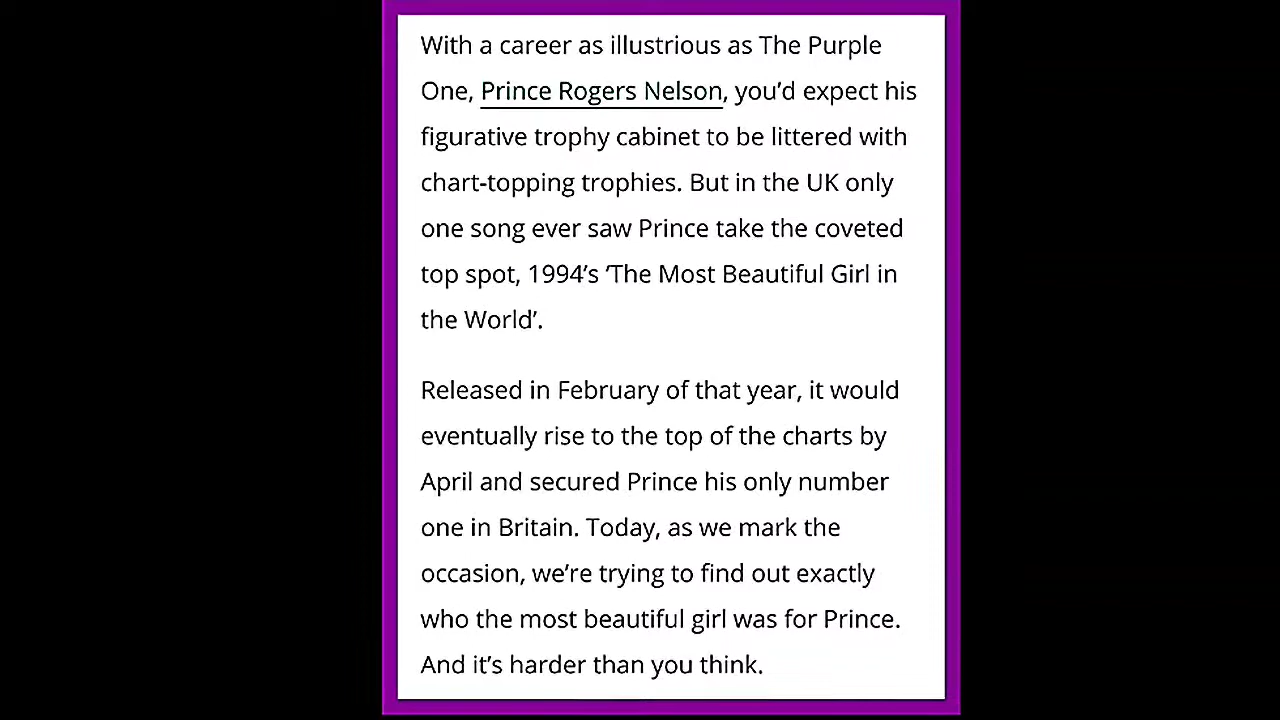 With a career as illustrious as The Purple
One, Prince Rogers Nelson, you’d expect his
figurative trophy cabinet to be littered with
chart-topping trophies. But in the UK only
one song ever saw Prince take the coveted
top spot, 1994’s ‘The Most Beautiful Girl in
the World’.
Released in February of that year, it would
eventually rise to the top of the charts by
April and secured Prince his only number
one in Britain. Today, as we mark the
occasion, we’re trying to find out exactly
who the most beautiful girl was for Prince.
And it’s harder than you think.